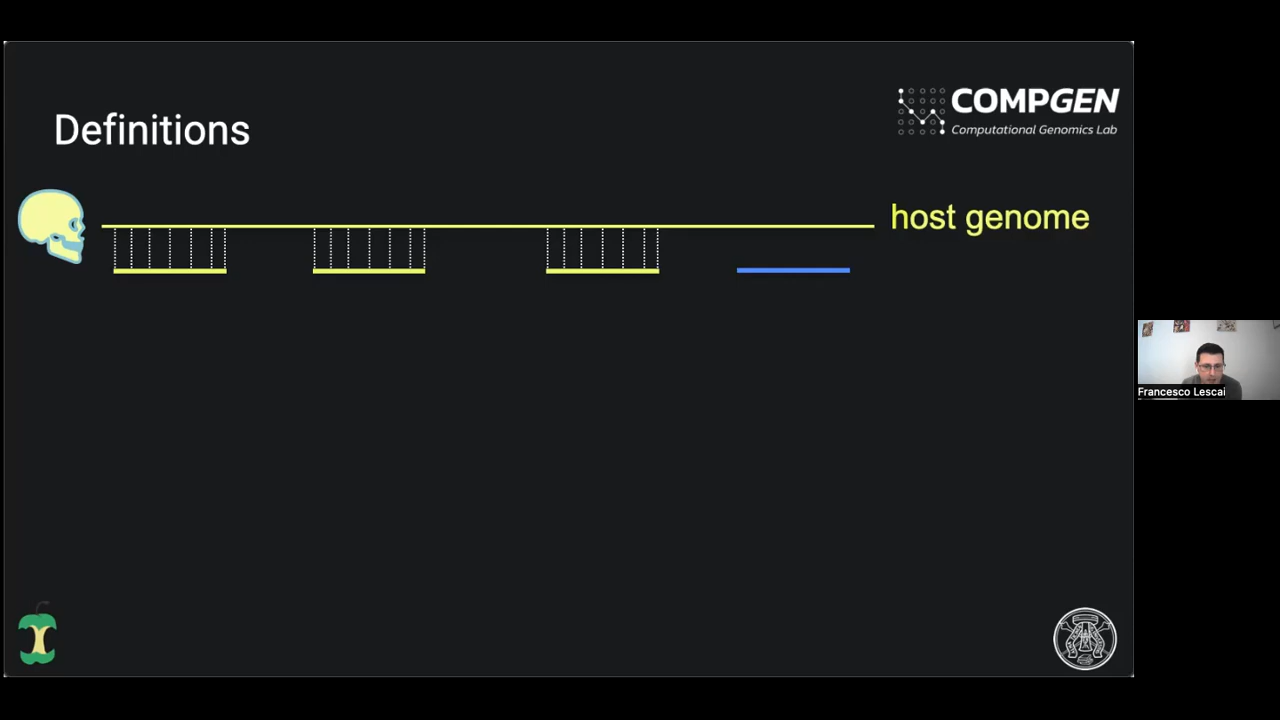 Definitions
COMPGEN
Computational Genomics Lab
host genome
Francesco Lescai